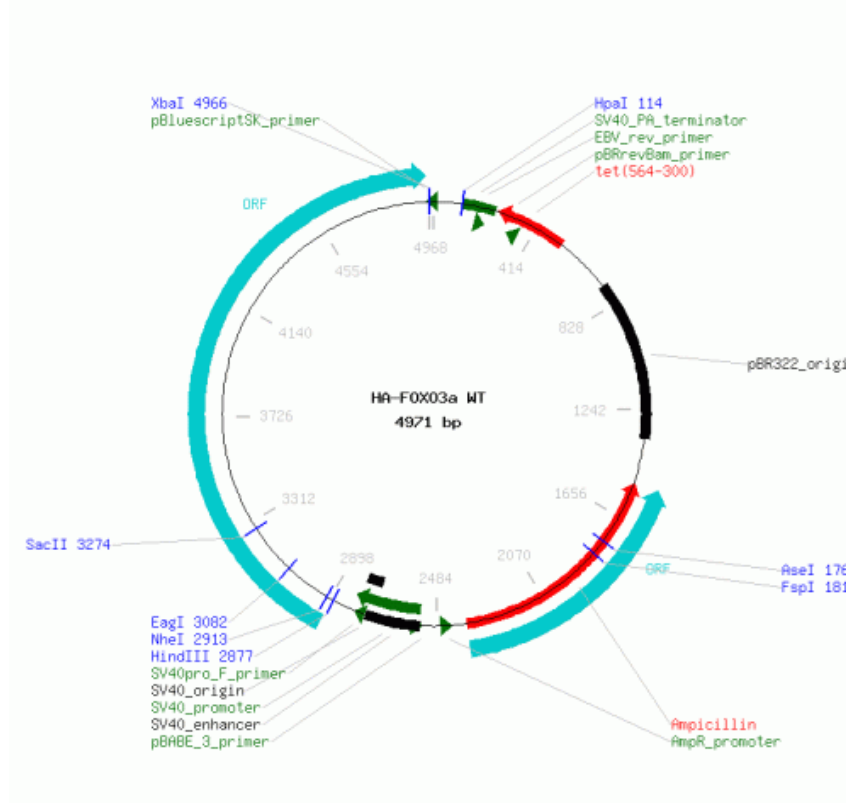 XbaI 4966
pBluescriptSK_primer
HpaI 114
SV40_PA_terminator
EBV_rev_primer
pBRrevBam_primer
tet(564-300)
ORF
4968
414
4554
828
4140
pBR322_origi
HA-FOXO3a WT
4971 bp
1242
3726
1656
3312
SacII 3274
2898
2070
2484
AseI 176
ORF
FspI 181
EagI 3082
NheI 2913
HindIII 2877
SV40pro_F_primer
SV40_origin
SV40_promoter
SV40_enhancer
pBABE_3_primer
Ampicillin
AmpR_promoter